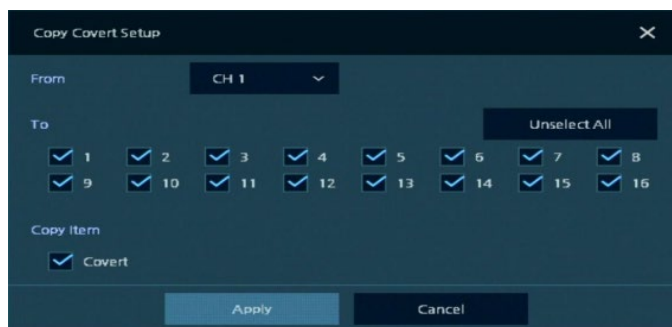 Copy Covert Setup
From CH 1
To Unselect All
1 2 3 4 5 6 7 8
9 10 11 12 13 14 15 16
Copy Item
Covert
Apply Cancel